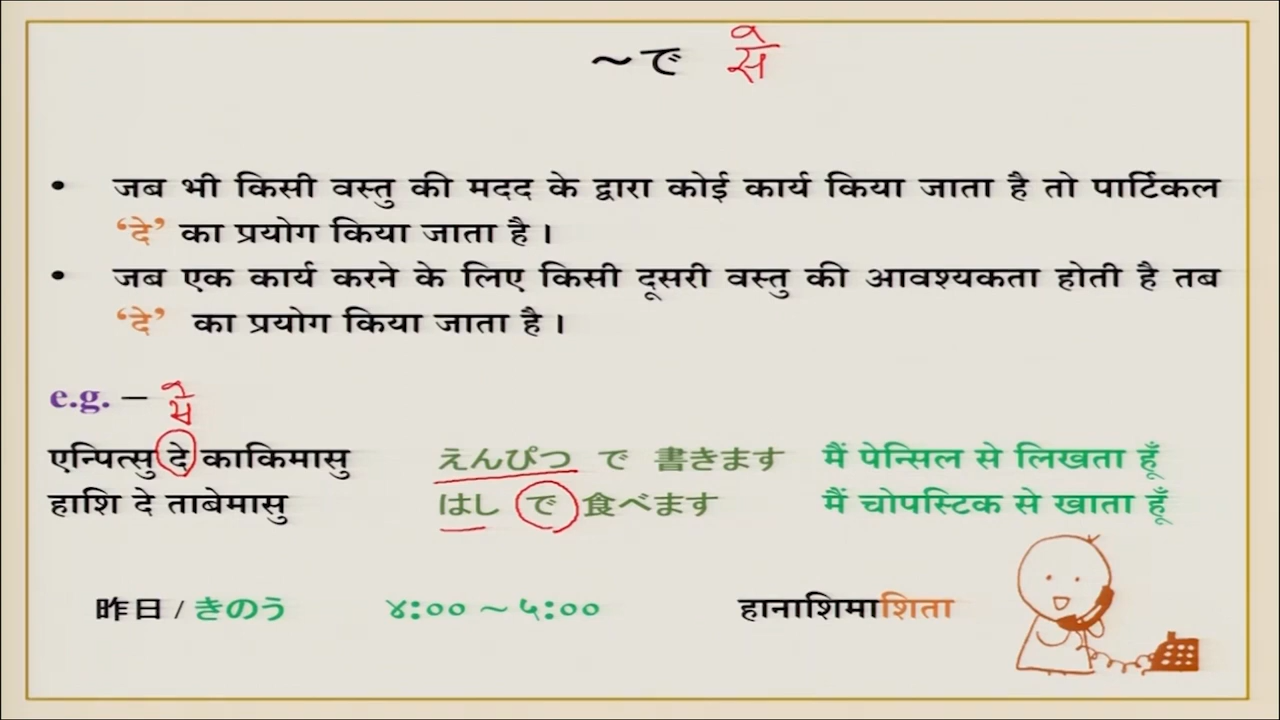 ～で से
• जब भी किसी वस्तु की मदद के द्वारा कोई कार्य किया जाता है तो पार्टिकल
‘दे’ का प्रयोग किया जाता है ।
• जब एक कार्य करने के लिए किसी दूसरी वस्तु की आवश्यकता होती है तब
‘दे’ का प्रयोग किया जाता है ।
e.g. – से
एन्पित्सु दे काकिमासु えんぴつ で 書きます मैं पेन्सिल से लिखता हूँ
हाशि दे ताबेमासु はし で 食べます मैं चोपस्टिक से खाता हूँ
昨日 / きのう ४:०० ~ ५:०० हानाशिमाशिता